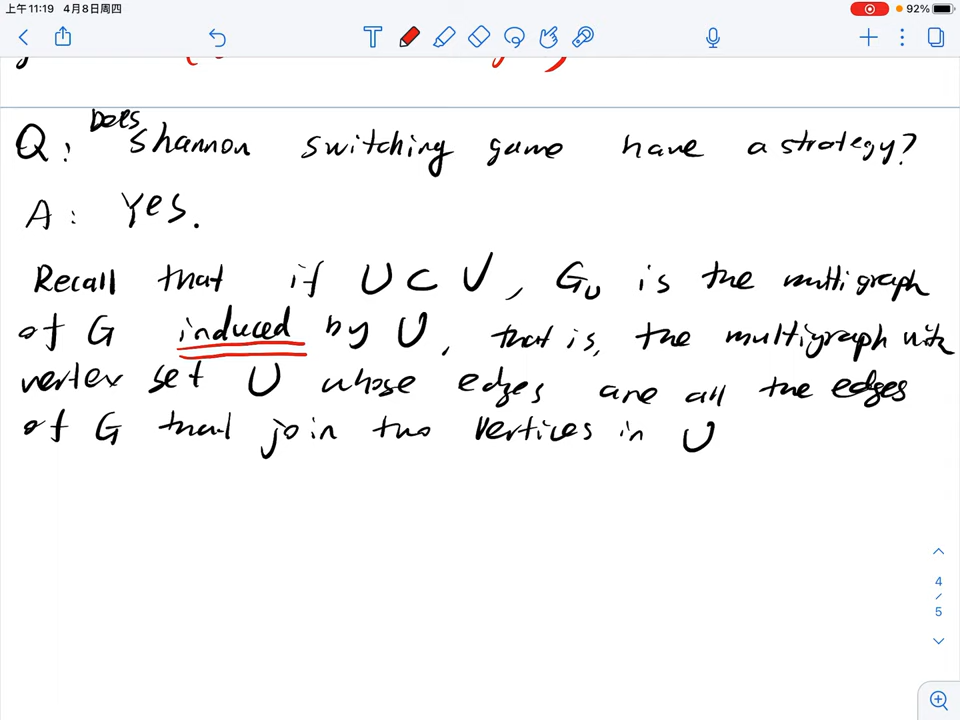 上午11:19 4月8日周四
92%
Q: Does Shannon switching game have a strategy?
A: Yes.
Recall that if U ⊂ V, G_U is the multigraph
of G induced by U, that is, the multigraph with
vertex set U whose edges are all the edges
of G that join two vertices in U
4
/
5